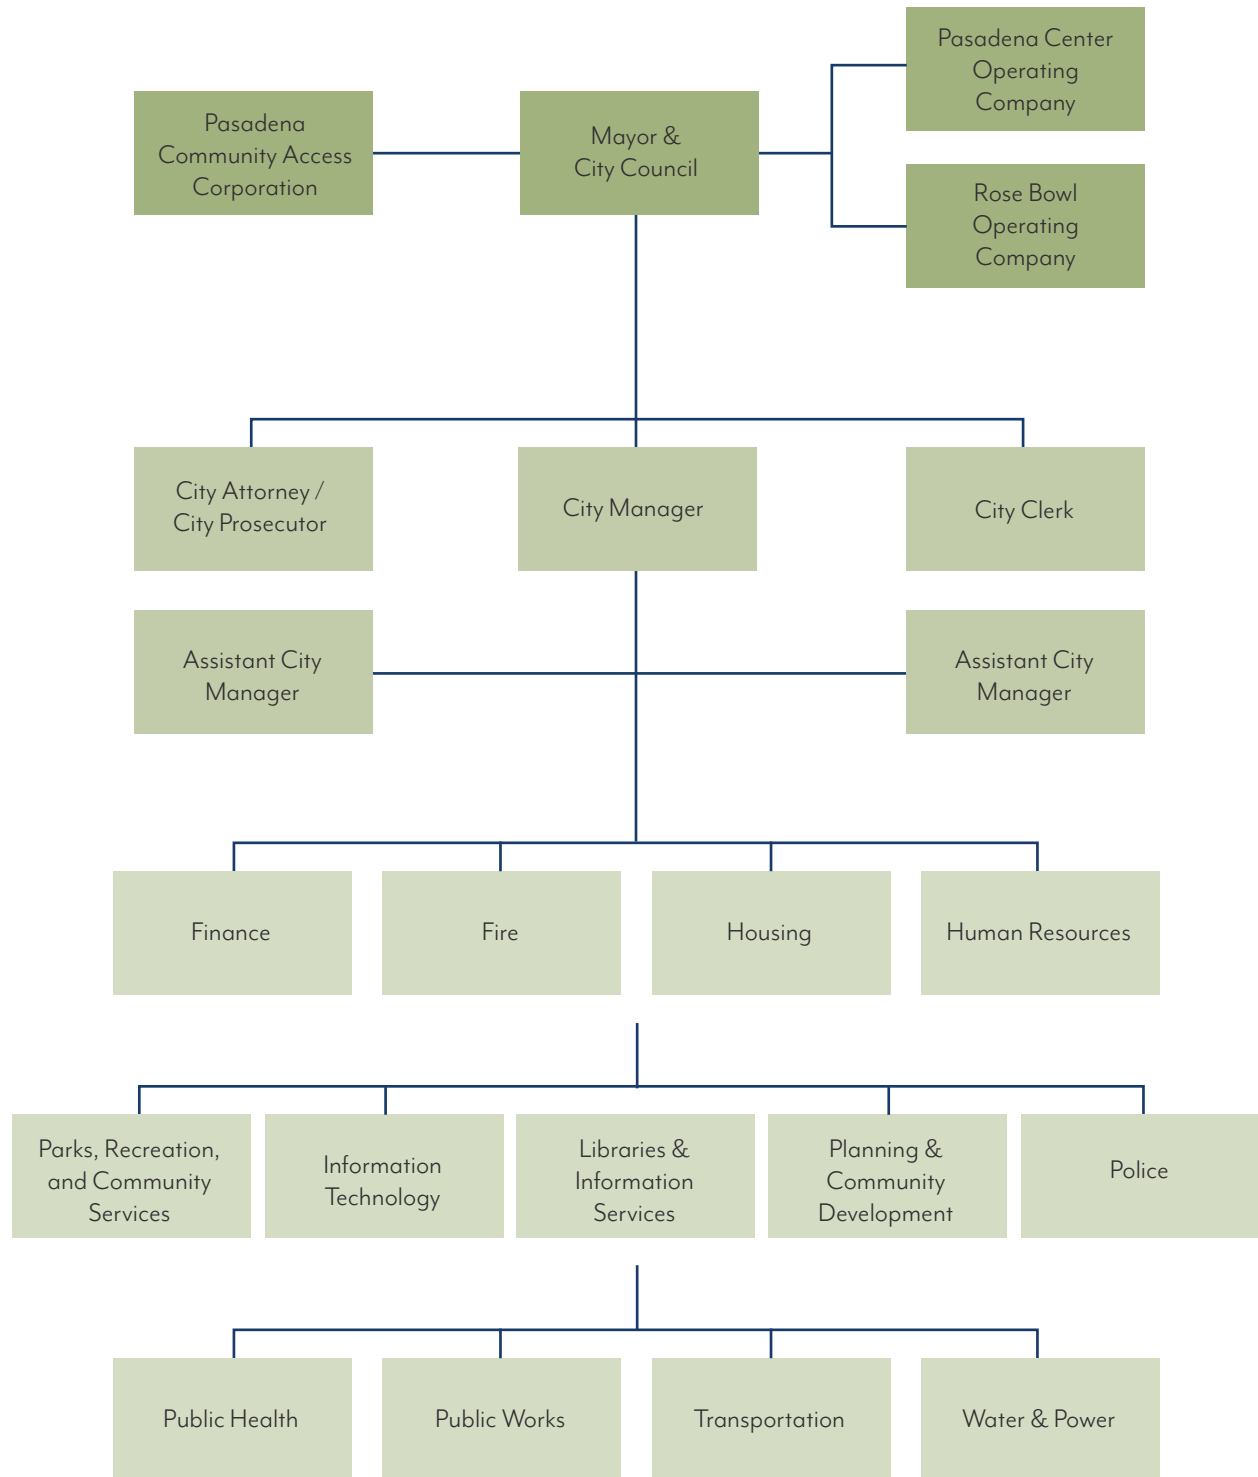 Pasadena Center
Operating
Company
Pasadena
Community Access
Corporation
Mayor &
City Council
Rose Bowl
Operating
Company
City Attorney /
City Prosecutor
City Manager
City Clerk
Assistant City
Manager
Assistant City
Manager
Finance
Fire
Housing
Human Resources
Parks, Recreation,
and Community
Services
Information
Technology
Libraries &
Information
Services
Planning &
Community
Development
Police
Public Health
Public Works
Transportation
Water & Power